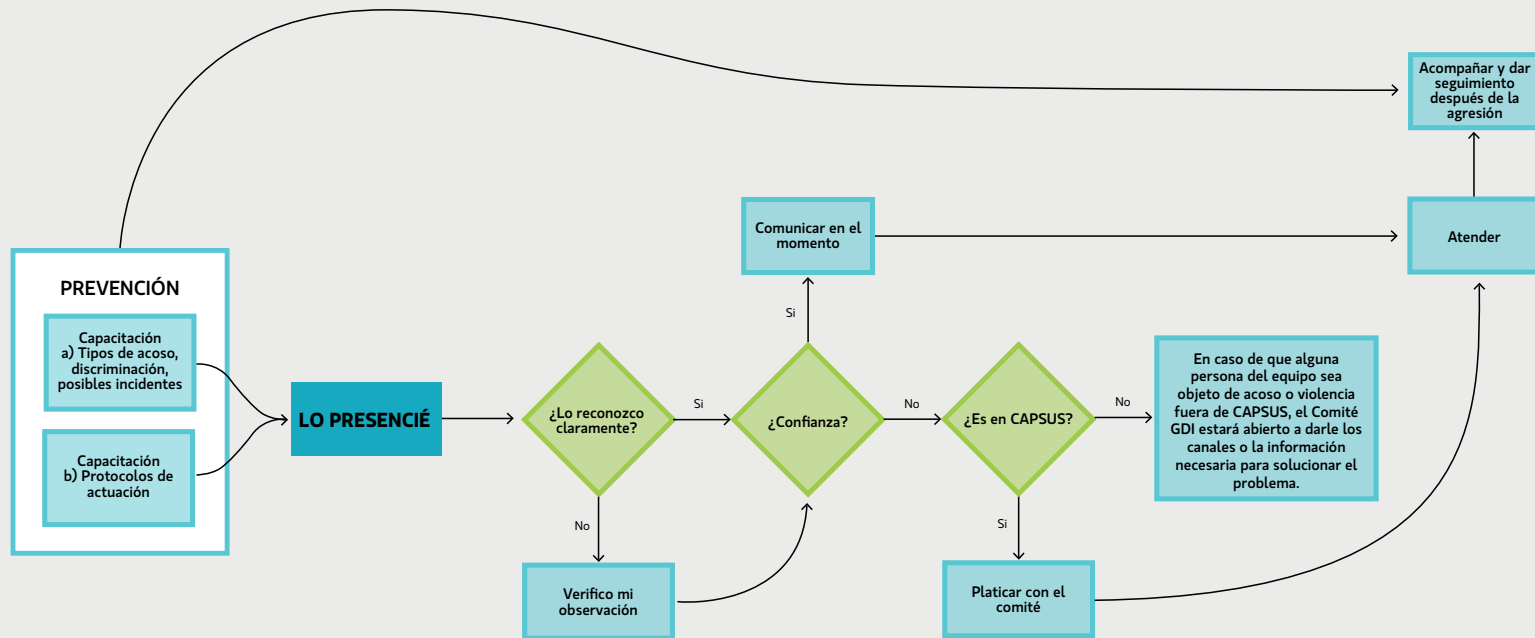 Acompañar y dar
seguimiento
después de la
agresión
Comunicar en el
momento
Atender
PREVENCIÓN
Capacitación
a) Tipos de acoso,
discriminación,
posibles incidentes
Capacitación
b) Protocolos de
actuación
LO PRESENCIÉ
¿Lo reconozco
claramente?
Si
No
Verifico mi
observación
¿Confianza?
Si
No
¿Es en CAPSUS?
No
Si
En caso de que alguna
persona del equipo sea
objeto de acoso o violencia
fuera de CAPSUS, el Comité
GDI estará abierto a darle los
canales o la información
necesaria para solucionar el
problema.
Platicar con el
comité